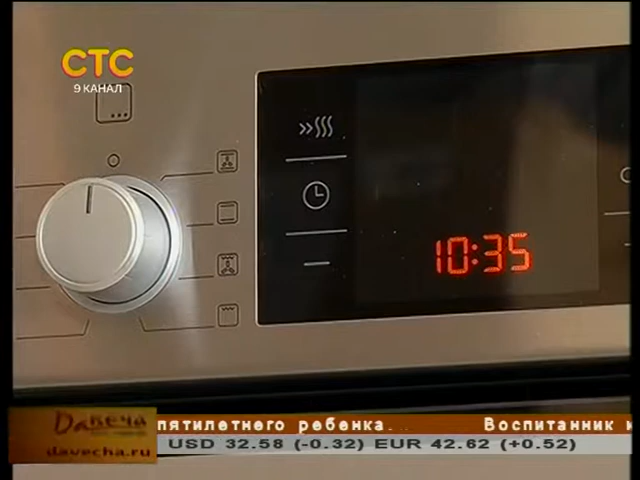 СТС
9 КАНАЛ
10:35
Давеча
davecha.ru
пятилетнего ребенка.
Воспитанник
USD 32.58 (-0.32) EUR 42.62 (+0.52)